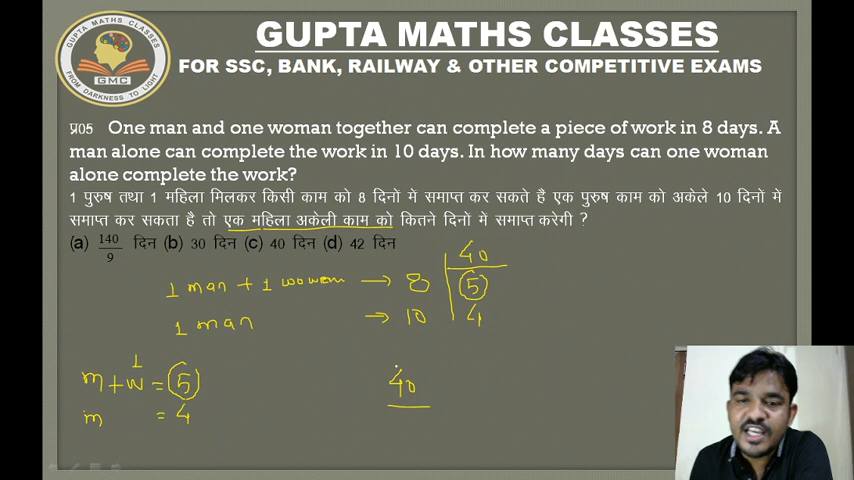 GUPTA MATHS CLASSES
FOR SSC, BANK, RAILWAY & OTHER COMPETITIVE EXAMS
GUPTA MATHS CLASSES
GMC
FROM DARKNESS TO LIGHT
प्र05 One man and one woman together can complete a piece of work in 8 days. A
man alone can complete the work in 10 days. In how many days can one woman
alone complete the work?
1 पुरुष तथा 1 महिला मिलकर किसी काम को 8 दिनों में समाप्त कर सकते है एक पुरुष काम को अकेले 10 दिनों में
समाप्त कर सकता है तो एक महिला अकेली काम को कितने दिनों में समाप्त करेगी ?
(a) 140/9 दिन (b) 30 दिन (c) 40 दिन (d) 42 दिन
40
1 man + 1 women → 8 5
1 man → 10 4
1
m + w = 5
m = 4
40